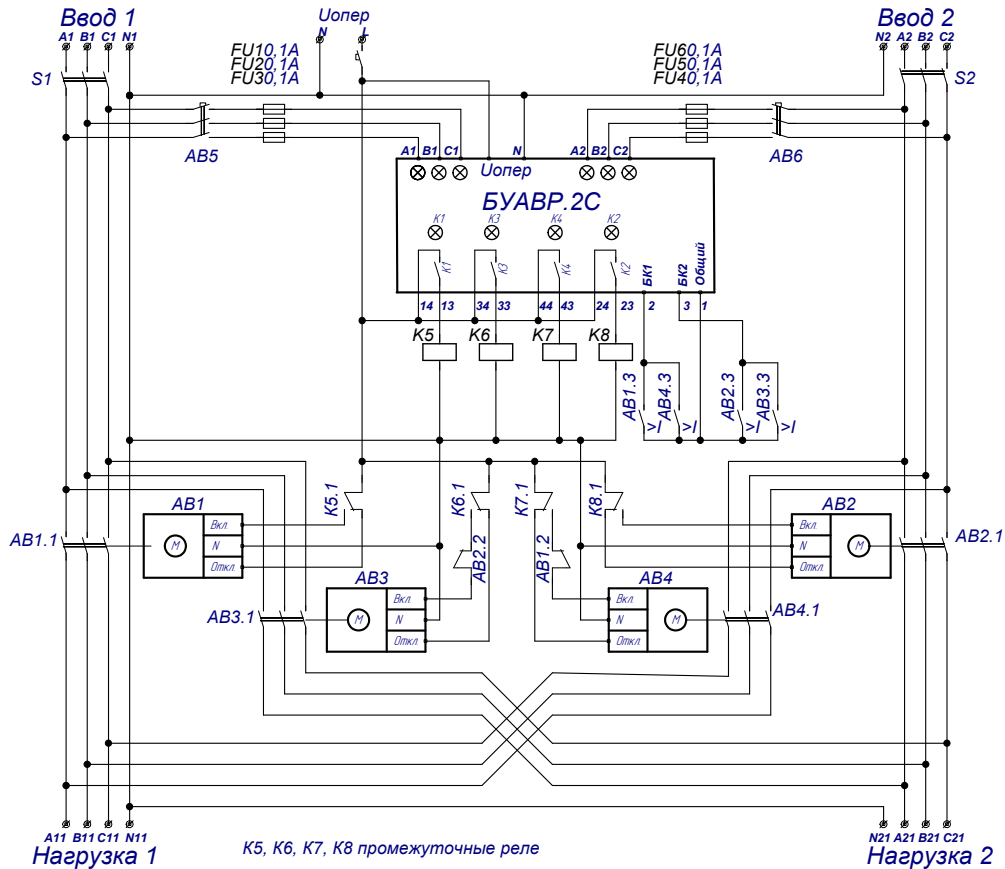 Ввод 1
Uопер
Ввод 2
A1 B1 C1 N1
N L
N2 A2 B2 C2
FU10,1A
FU20,1A
FU30,1A
FU60,1A
FU50,1A
FU40,1A
S1
S2
AB5
AB6
A1 B1 C1
N
A2 B2 C2
Uопер
БУАВР.2С
K1
K3
K4
K2
K1
K3
K4
K2
БК1
БК2
Общий
14 13
34 33
44 43
24 23
2
3
1
K5
K6
K7
K8
AB1.3
AB4.3
AB2.3
AB3.3
>I
>I
>I
>I
K5.1
K6.1
K7.1
K8.1
AB1
AB2
AB1.1
M
Вкл
N
Откл
AB2.2
AB1.2
Вкл
N
Откл
M
AB2.1
AB3
AB4
AB3.1
M
Вкл
N
Откл
Вкл
N
Откл
M
AB4.1
A11 B11 C11 N11
N21 A21 B21 C21
Нагрузка 1
K5, K6, K7, K8 промежуточные реле
Нагрузка 2